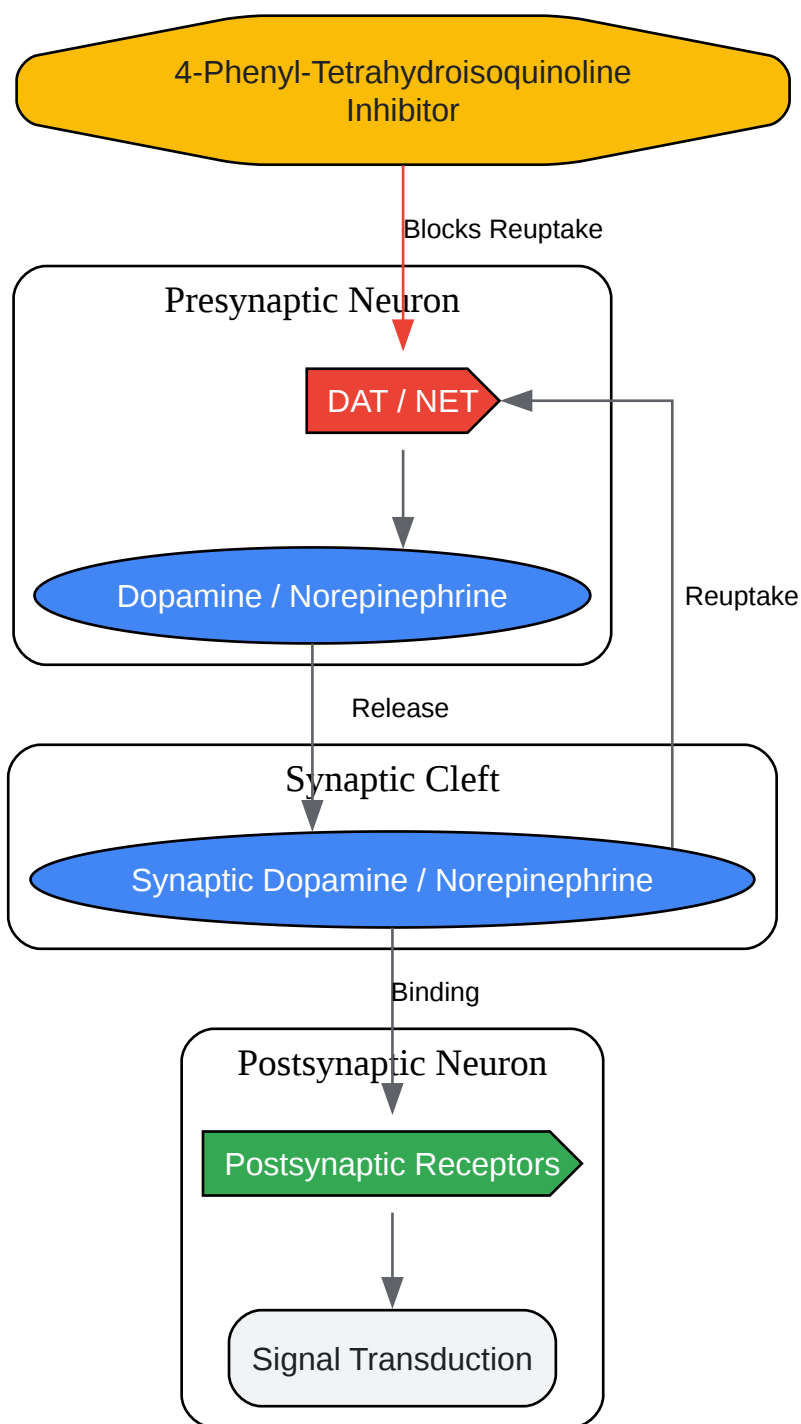 4-Phenyl-Tetrahydroisoquinoline
Inhibitor
Blocks Reuptake
Presynaptic Neuron
DAT / NET
Dopamine / Norepinephrine
Reuptake
Release
Synaptic Cleft
Synaptic Dopamine / Norepinephrine
Binding
Postsynaptic Neuron
Postsynaptic Receptors
Signal Transduction